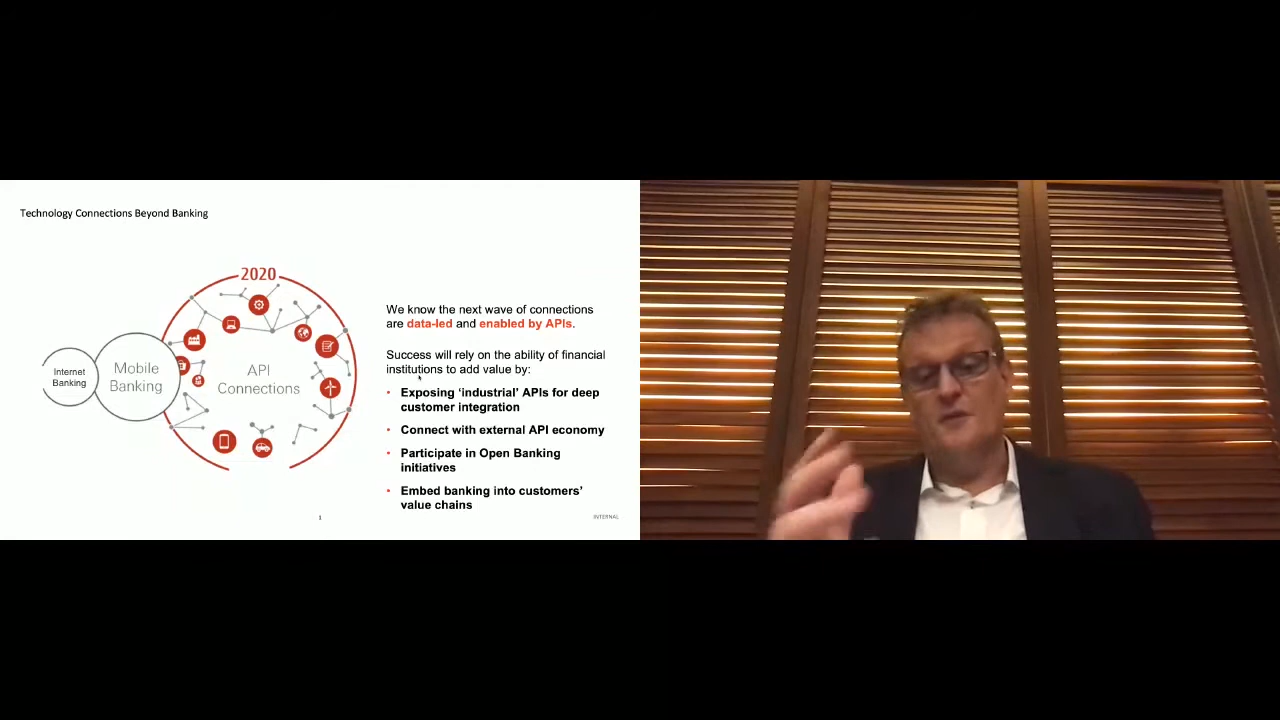 Technology Connections Beyond Banking
2020
Internet
Banking
Mobile
Banking
API
Connections
We know the next wave of connections
are data-led and enabled by APIs.
Success will rely on the ability of financial
institutions to add value by:
• Exposing ‘industrial’ APIs for deep
customer integration
• Connect with external API economy
• Participate in Open Banking
initiatives
• Embed banking into customers’
value chains
INTERNAL